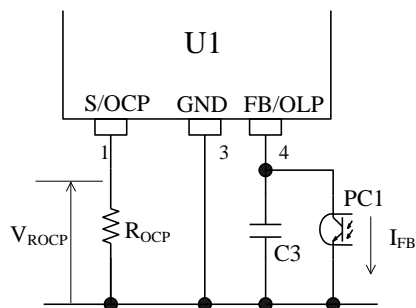 U1
S/OCP GND FB/OLP
1 3 4
PC1
VROCP ROCP C3 IFB